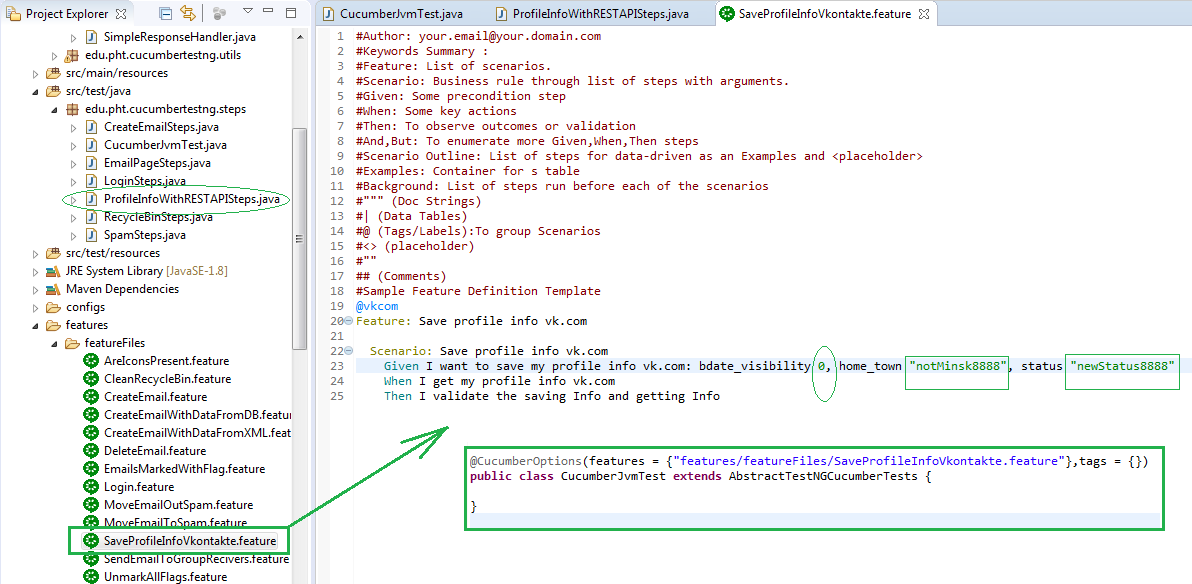 Project Explorer
SimpleResponseHandler.java
edu.pht.cucumbertestng.utils
src/main/resources
src/test/java
edu.pht.cucumbertestng.steps
CreateEmailSteps.java
CucumberJvmTest.java
EmailPageSteps.java
LoginSteps.java
ProfileInfoWithRESTAPISteps.java
RecycleBinSteps.java
SpamSteps.java
src/test/resources
JRE System Library [JavaSE-1.8]
Maven Dependencies
configs
features
featureFiles
AreIconsPresent.feature
CleanRecycleBin.feature
CreateEmail.feature
CreateEmailWithDataFromDB.featur
CreateEmailWithDataFromXML.feat
DeleteEmail.feature
EmailsMarkedWithFlag.feature
Login.feature
MoveEmailOutSpam.feature
MoveEmailToSpam.feature
SaveProfileInfoVkontakte.feature
SendEmailToGroupRecivers.feature
UnmarkAllFlags.feature
CucumberJvmTest.java
ProfileInfoWithRESTAPISteps.java
SaveProfileInfoVkontakte.feature
1 #Author: your.email@your.domain.com
2 #Keywords Summary :
3 #Feature: List of scenarios.
4 #Scenario: Business rule through list of steps with arguments.
5 #Given: Some precondition step
6 #When: Some key actions
7 #Then: To observe outcomes or validation
8 #And,But: To enumerate more Given,When,Then steps
9 #Scenario Outline: List of steps for data-driven as an Examples and <placeholder>
10 #Examples: Container for s table
11 #Background: List of steps run before each of the scenarios
12 #""" (Doc Strings)
13 #| (Data Tables)
14 #@ (Tags/Labels):To group Scenarios
15 #<> (placeholder)
16 #""
17 ## (Comments)
18 #Sample Feature Definition Template
19 @vkcom
20 Feature: Save profile info vk.com
21
22 Scenario: Save profile info vk.com
23 Given I want to save my profile info vk.com: bdate_visibility 0, home_town "notMinsk8888", status "newStatus8888"
24 When I get my profile info vk.com
25 Then I validate the saving Info and getting Info
@CucumberOptions(features = {"features/featureFiles/SaveProfileInfoVkontakte.feature"},tags = {})
public class CucumberJvmTest extends AbstractTestNGCucumberTests {
}